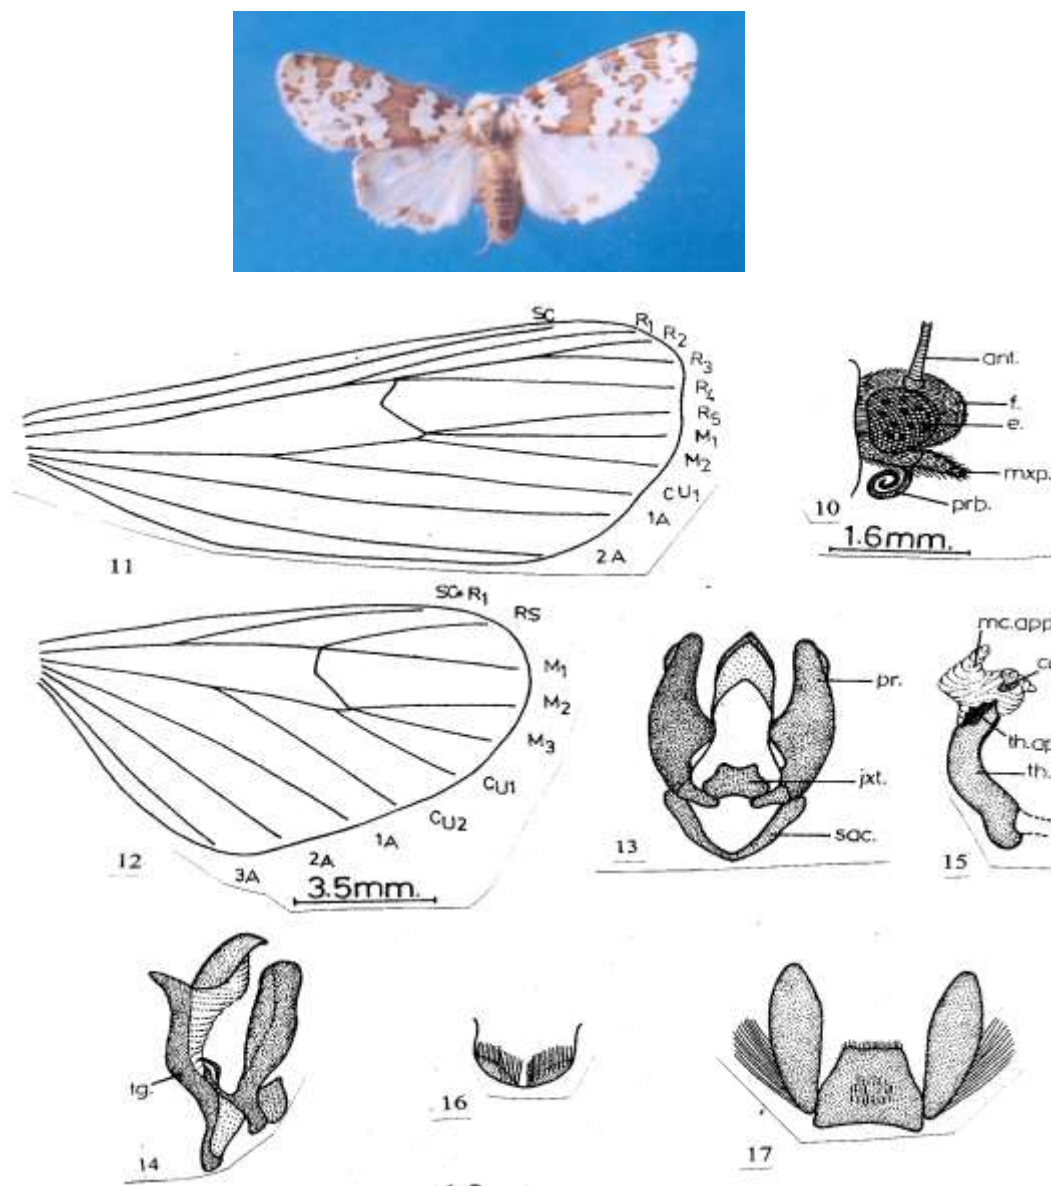 SC
R1
R2
R3
R4
R5
M1
M2
CU1
1A
2A
11
ant.
f.
e.
mxp.
prb.
10
1.6mm.
SC+R1
RS
M1
M2
M3
CU1
CU2
1A
2A
3A
12
3.5mm.
pr.
jxt.
sac.
13
mc.app
th.ap
th.
15
tg.
14
16
17